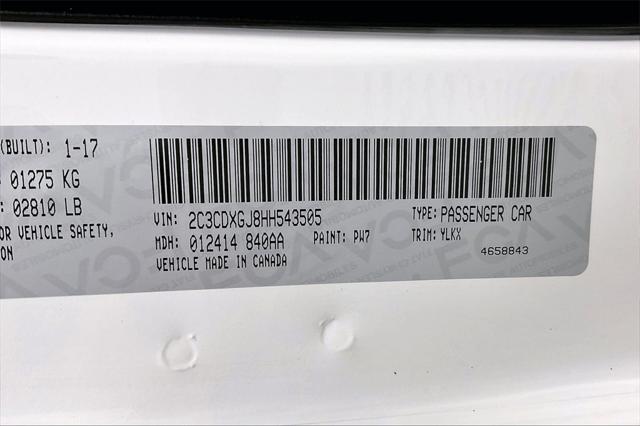 (BUILT): 1-17
01275 KG
02810 LB
OR VEHICLE SAFETY,
ON
VIN: 2C3CDXGJ8HH543505
TYPE: PASSENGER CAR
MDH: 012414 840AA
PAINT: PW7
TRIM: YLKX
VEHICLE MADE IN CANADA
4658843